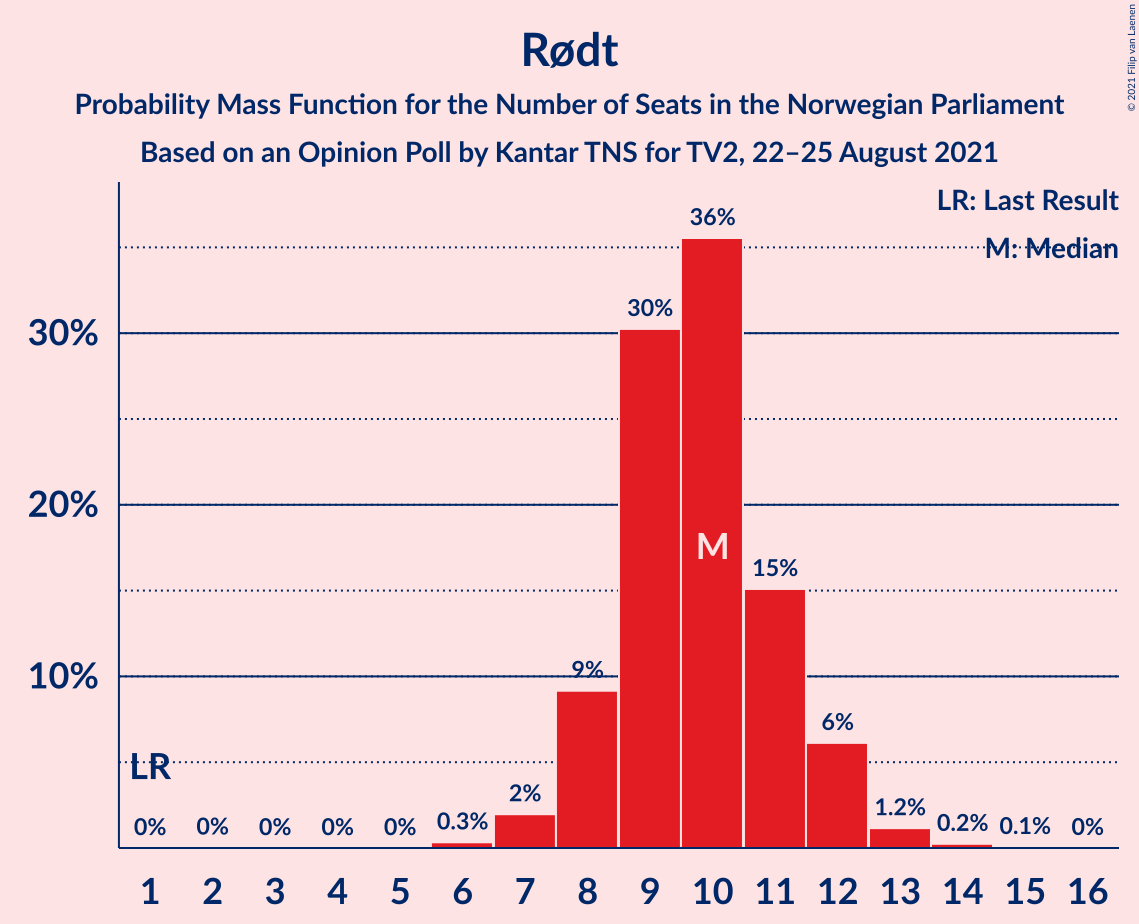 Rødt
Probability Mass Function for the Number of Seats in the Norwegian Parliament
Based on an Opinion Poll by Kantar TNS for TV2, 22–25 August 2021
© 2021 Filip van Laenen
LR: Last Result
M: Median
30%
20%
10%
LR
M
0% 0% 0% 0% 0% 0.3% 2% 9% 30% 36% 15% 6% 1.2% 0.2% 0.1% 0%
1 2 3 4 5 6 7 8 9 10 11 12 13 14 15 16